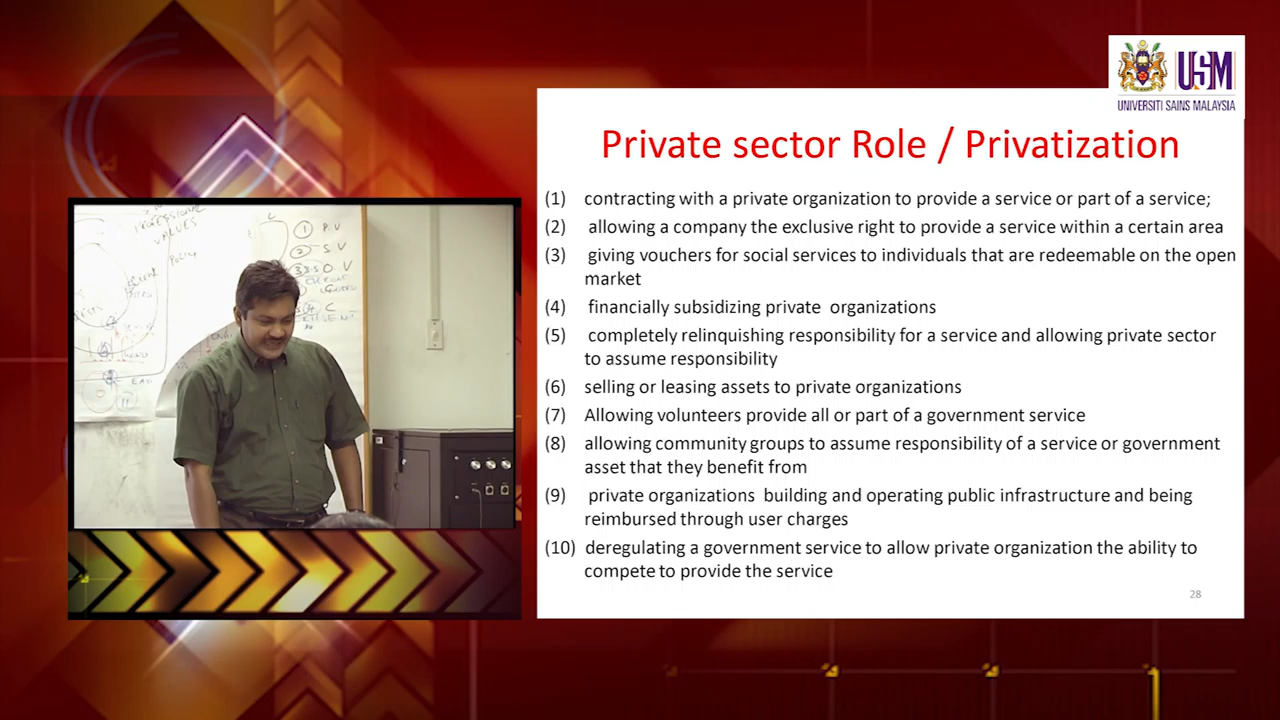 USM
UNIVERSITI SAINS MALAYSIA
Private sector Role / Privatization
(1) contracting with a private organization to provide a service or part of a service;
(2) allowing a company the exclusive right to provide a service within a certain area
(3) giving vouchers for social services to individuals that are redeemable on the open
market
(4) financially subsidizing private organizations
(5) completely relinquishing responsibility for a service and allowing private sector
to assume responsibility
(6) selling or leasing assets to private organizations
(7) Allowing volunteers provide all or part of a government service
(8) allowing community groups to assume responsibility of a service or government
asset that they benefit from
(9) private organizations building and operating public infrastructure and being
reimbursed through user charges
(10) deregulating a government service to allow private organization the ability to
compete to provide the service
28
VALUES
POLICY
1 P.V
2 S V
O. V
C